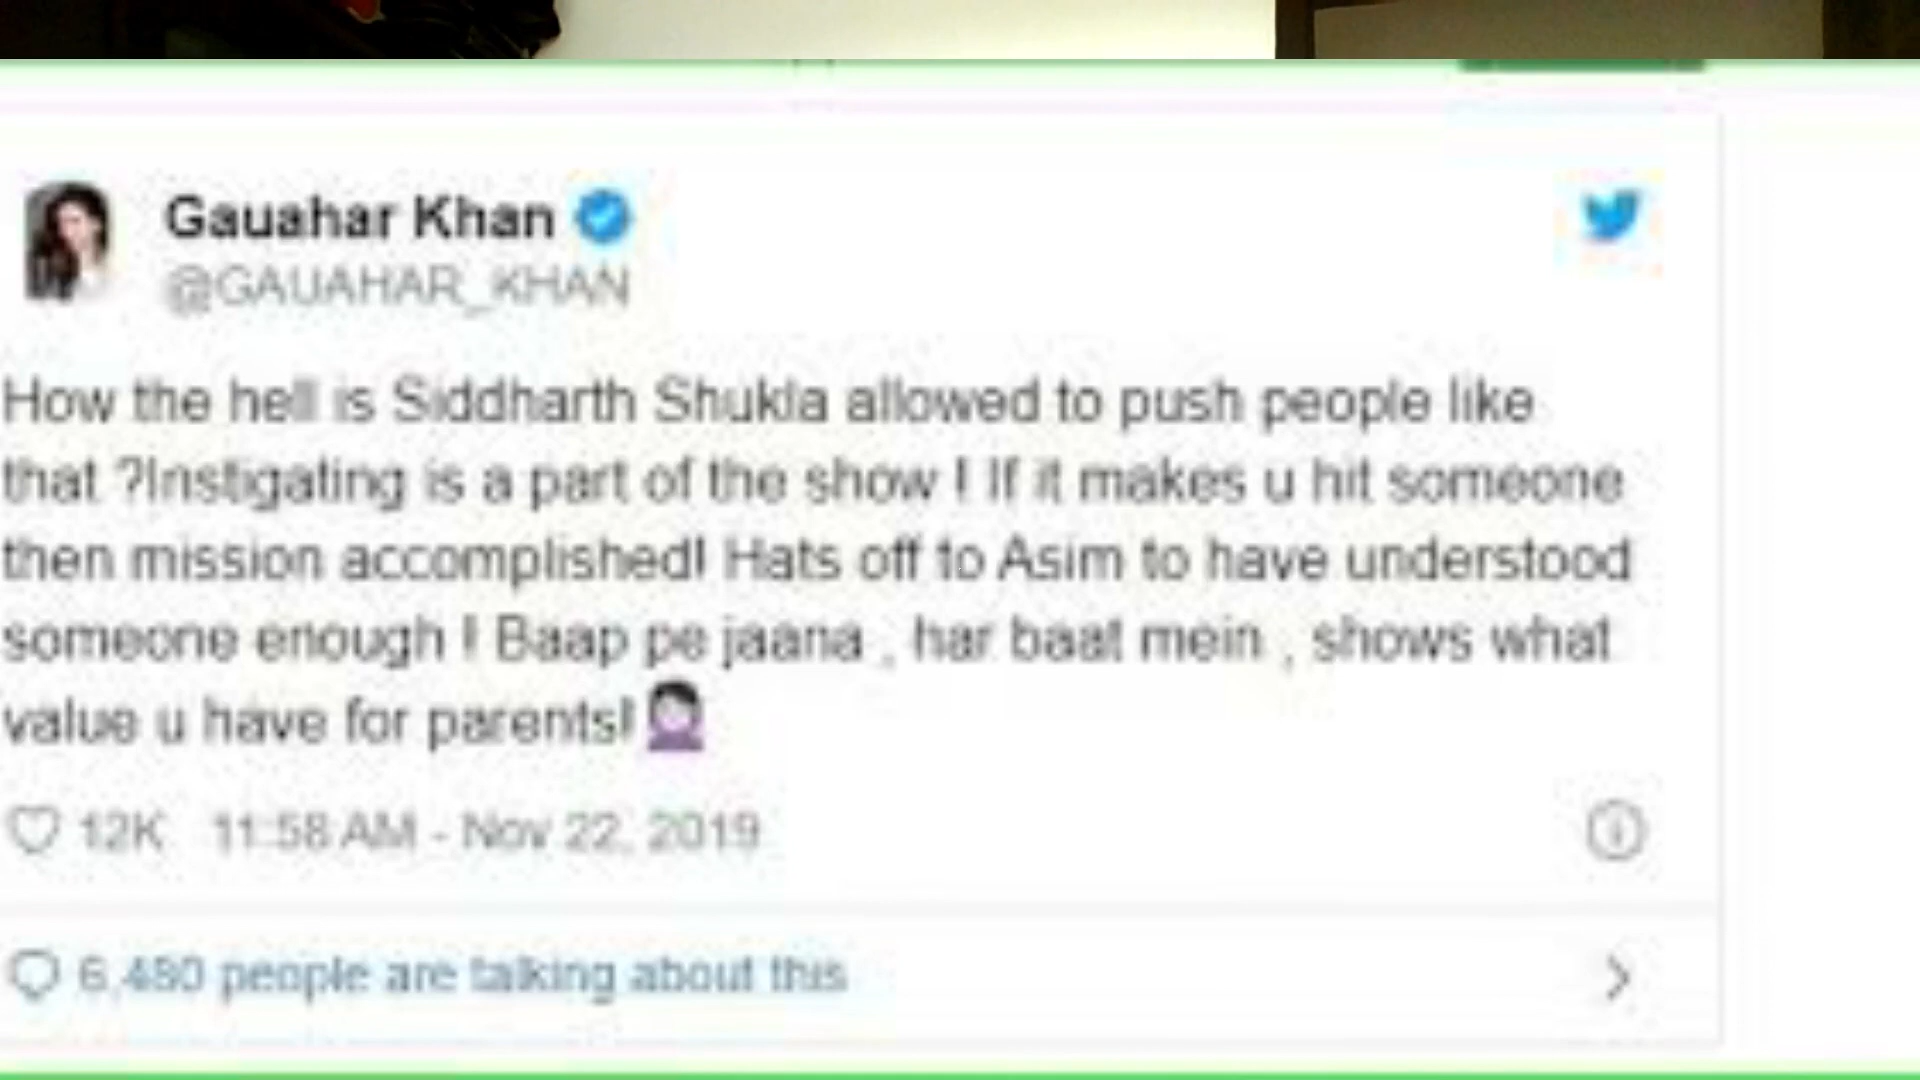 Gauahar Khan
@GAUAHAR_KHAN
How the hell is Siddharth Shukla allowed to push people like
that ?Instigating is a part of the show ! If it makes u hit someone
then mission accomplished! Hats off to Asim to have understood
someone enough ! Baap pe jaana , har baat mein , shows what
value u have for parents!
12K 11:58 AM - Nov 22, 2019
6,480 people are talking about this